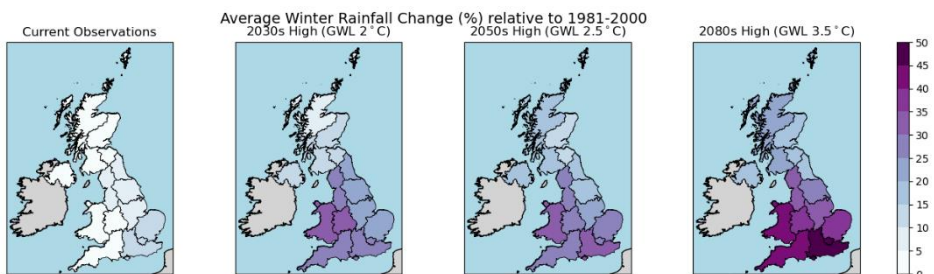 Average Winter Rainfall Change (%) relative to 1981-2000
Current Observations
2030s High (GWL 2°C)
2050s High (GWL 2.5°C)
2080s High (GWL 3.5°C)
50
45
40
35
30
25
20
15
10
5
0